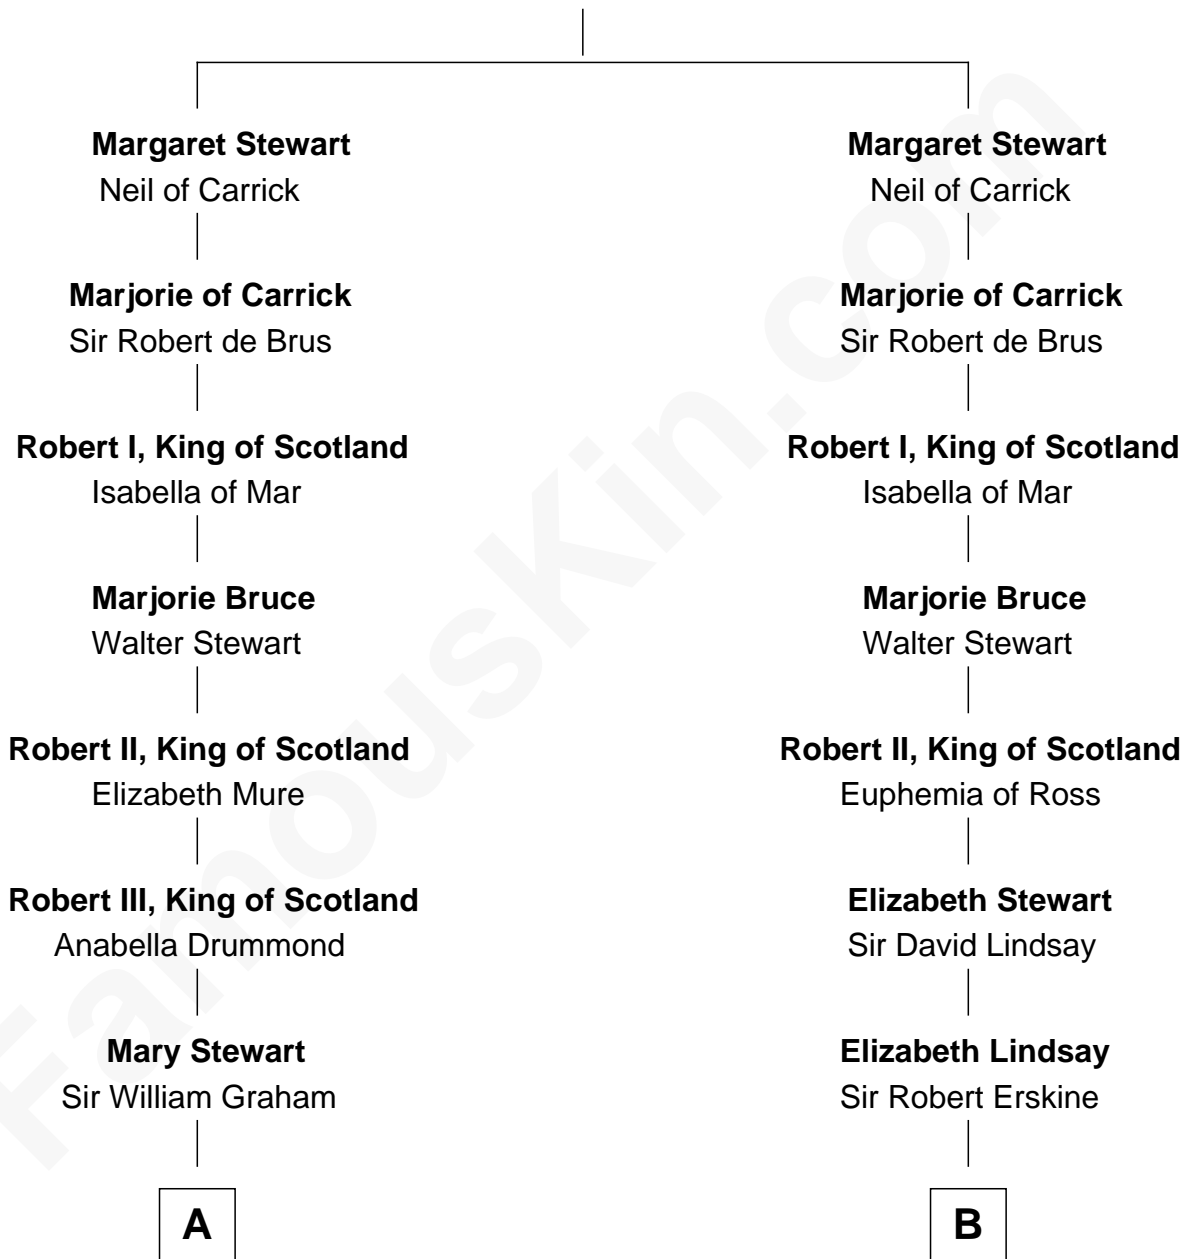 Margaret Stewart
Neil of Carrick
Marjorie of Carrick
Sir Robert de Brus
Robert I, King of Scotland
Isabella of Mar
Marjorie Bruce
Walter Stewart
Robert II, King of Scotland
Elizabeth Mure
Robert III, King of Scotland
Anabella Drummond
Mary Stewart
Sir William Graham
A
Margaret Stewart
Neil of Carrick
Marjorie of Carrick
Sir Robert de Brus
Robert I, King of Scotland
Isabella of Mar
Marjorie Bruce
Walter Stewart
Robert II, King of Scotland
Euphemia of Ross
Elizabeth Stewart
Sir David Lindsay
Elizabeth Lindsay
Sir Robert Erskine
B
FamousKin.com